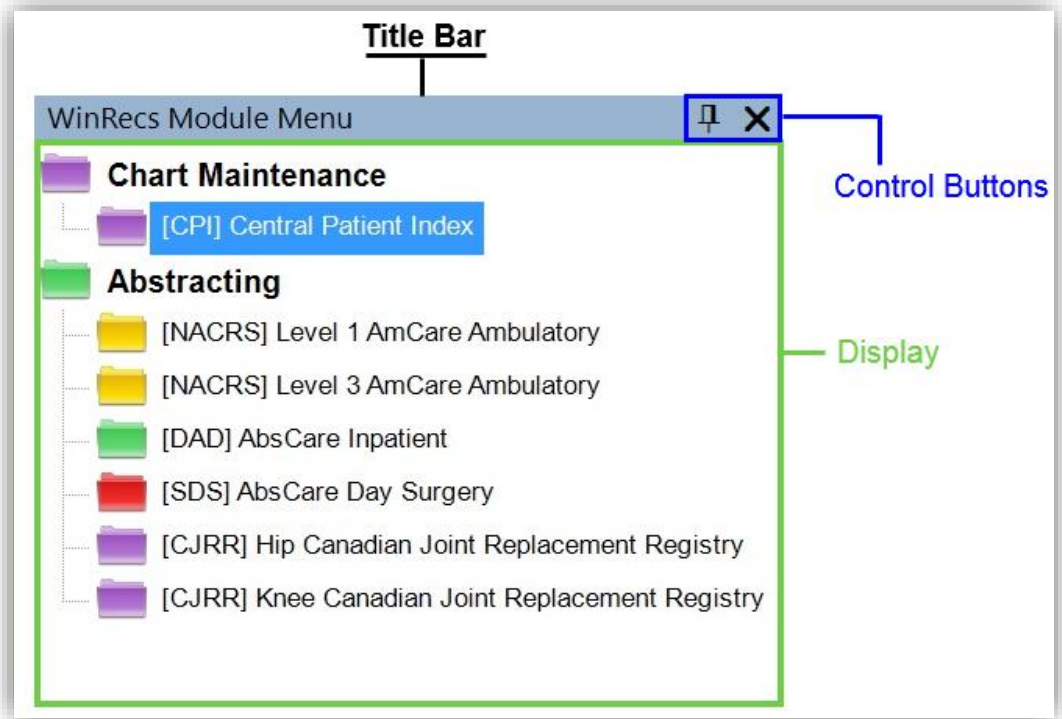 Title Bar
WinRecs Module Menu
Control Buttons
Chart Maintenance
[CPI] Central Patient Index
Abstracting
[NACRS] Level 1 AmCare Ambulatory
[NACRS] Level 3 AmCare Ambulatory
Display
[DAD] AbsCare Inpatient
[SDS] AbsCare Day Surgery
[CJRR] Hip Canadian Joint Replacement Registry
[CJRR] Knee Canadian Joint Replacement Registry